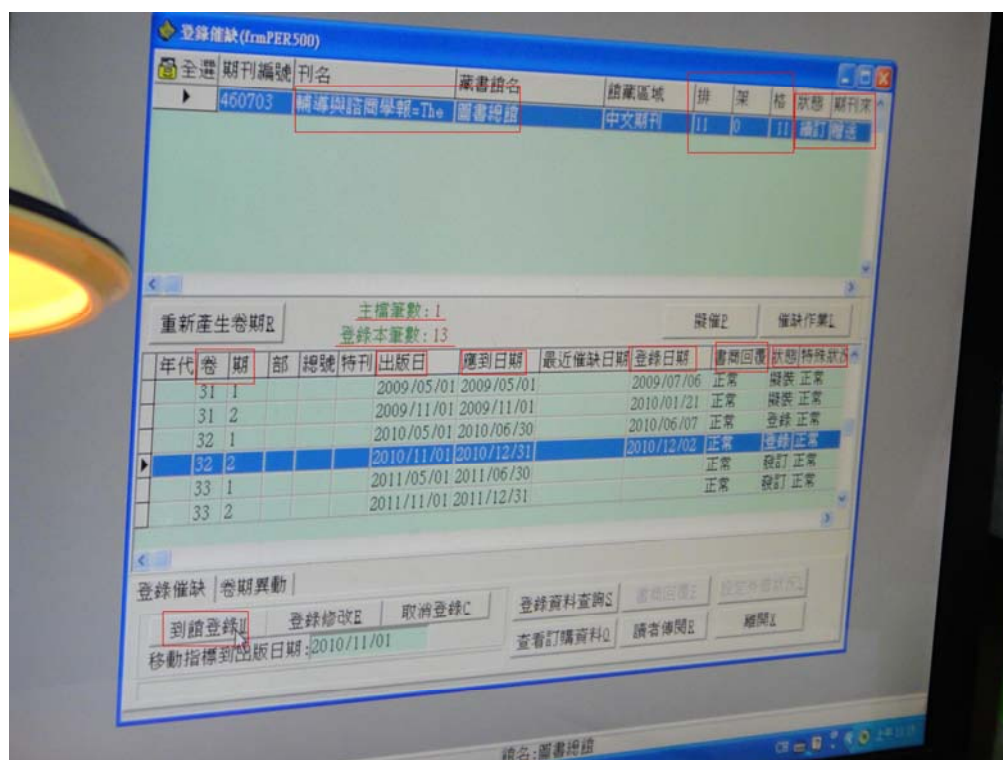 登錄催缺(frmPER500)
全選 期刊編號 刊名 藏書館名 館藏區域 排 架 格 狀態 期刊來
460703 輔導與諮商學報=The 圖書總館 中文期刊 11 0 11 續訂 贈送
重新產生卷期R 主檔筆數:1 擬催P 催缺作業L
登錄本筆數:13
年代 卷 期 部 總號 特刊 出版日 應到日期 最近催缺日期 登錄日期 書商回覆 狀態 特殊狀況
31 1 2009/05/01 2009/05/01 2009/07/06 正常 擬裝 正常
31 2 2009/11/01 2009/11/01 2010/01/21 正常 擬裝 正常
32 1 2010/05/01 2010/06/30 2010/06/07 正常 登錄 正常
32 2 2010/11/01 2010/12/31 2010/12/02 正常 登錄 正常
33 1 2011/05/01 2011/06/30 正常 發訂 正常
33 2 2011/11/01 2011/12/31 正常 發訂 正常
登錄催缺 卷期異動
到館登錄U 登錄修改E 取消登錄C 登錄資料查詢S 書商回覆
移動指標到出版日期:2010/11/01 查看訂購資料Q 讀者傳閱R 離開X
館名:圖書總館 CH 上午